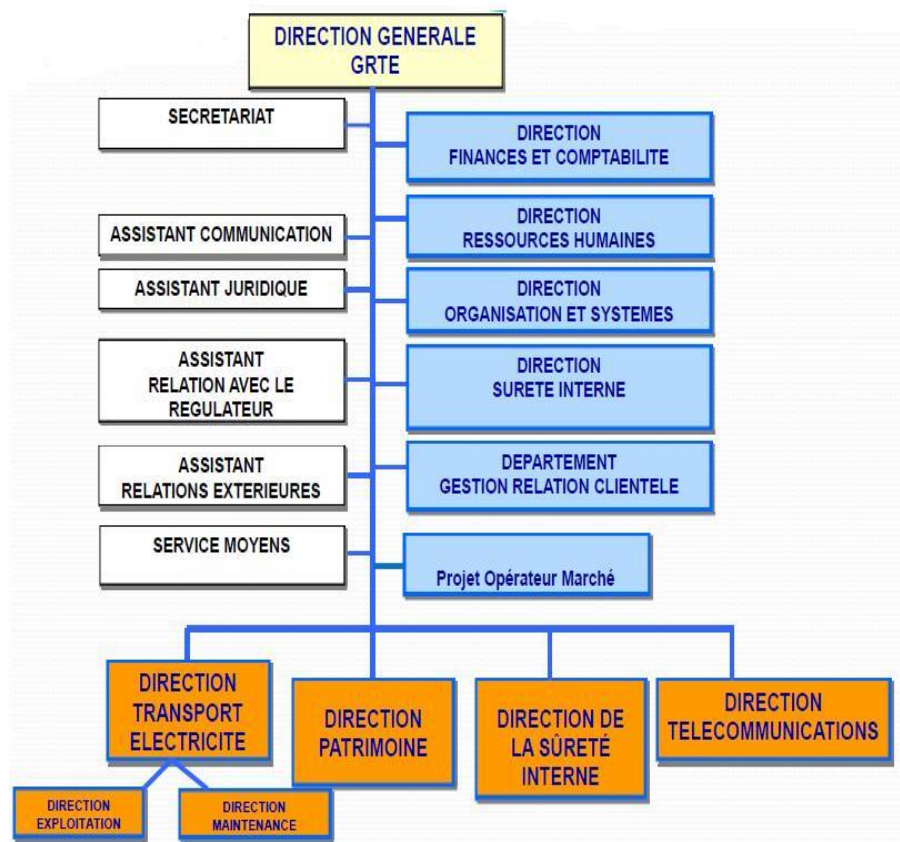 DIRECTION GENERALE
GRTE
SECRETARIAT
DIRECTION
FINANCES ET COMPTABILITE
ASSISTANT COMMUNICATION
DIRECTION
RESSOURCES HUMAINES
ASSISTANT JURIDIQUE
DIRECTION
ORGANISATION ET SYSTEMES
ASSISTANT
RELATION AVEC LE
REGULATEUR
DIRECTION
SURETE INTERNE
ASSISTANT
RELATIONS EXTERIEURES
DEPARTEMENT
GESTION RELATION CLIENTELE
SERVICE MOYENS
Projet Opérateur Marché
DIRECTION
TRANSPORT
ELECTRICITE
DIRECTION
PATRIMOINE
DIRECTION DE
LA SÛRETÉ
INTERNE
DIRECTION
TELECOMMUNICATIONS
DIRECTION
EXPLOITATION
DIRECTION
MAINTENANCE